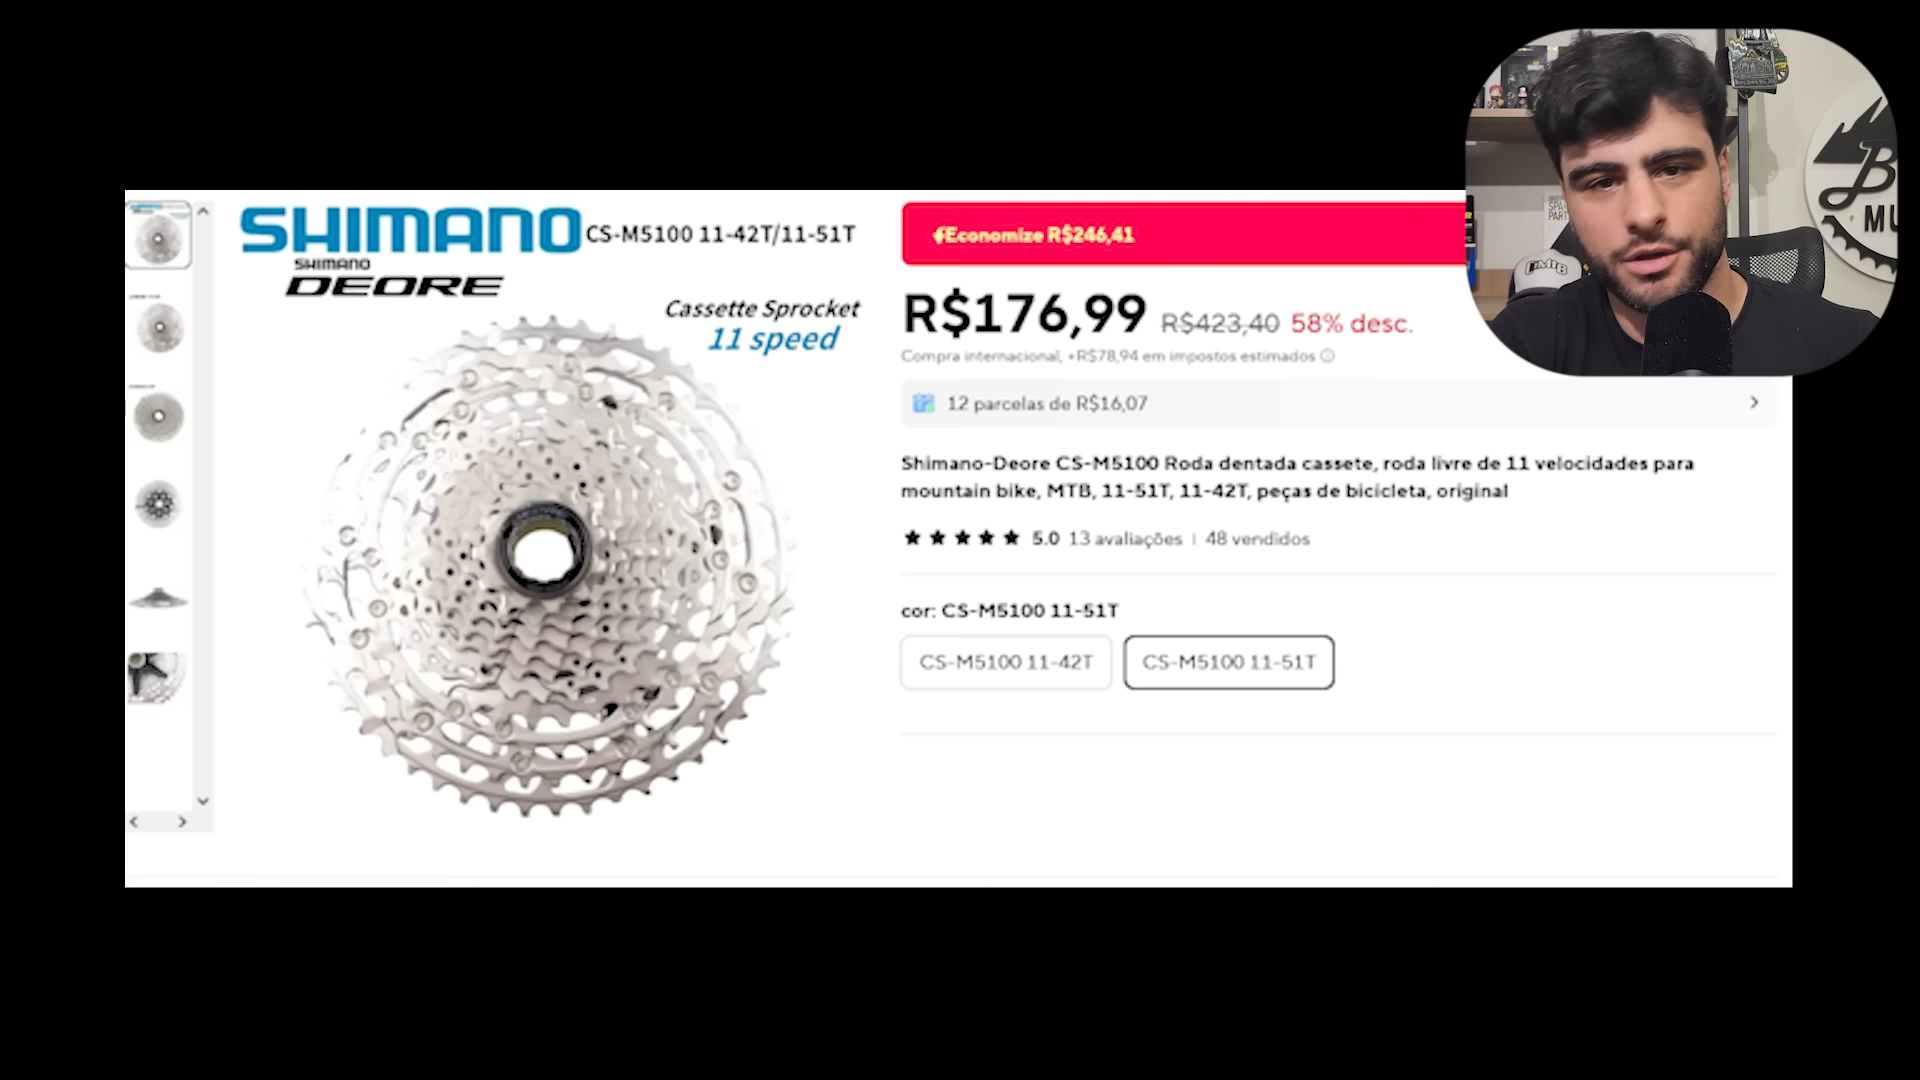 SHIMANO
CS-M5100 11-42T/11-51T
SHIMANO
DEORE
Cassette Sprocket
11 speed
Economize R$246,41
R$176,99 R$423,40 58% desc.
Compra internacional, +R$78,94 em impostos estimados
12 parcelas de R$16,07
Shimano-Deore CS-M5100 Roda dentada cassete, roda livre de 11 velocidades para
mountain bike, MTB, 11-51T, 11-42T, peças de bicicleta, original
5.0 13 avaliações | 48 vendidos
cor: CS-M5100 11-51T
CS-M5100 11-42T
CS-M5100 11-51T